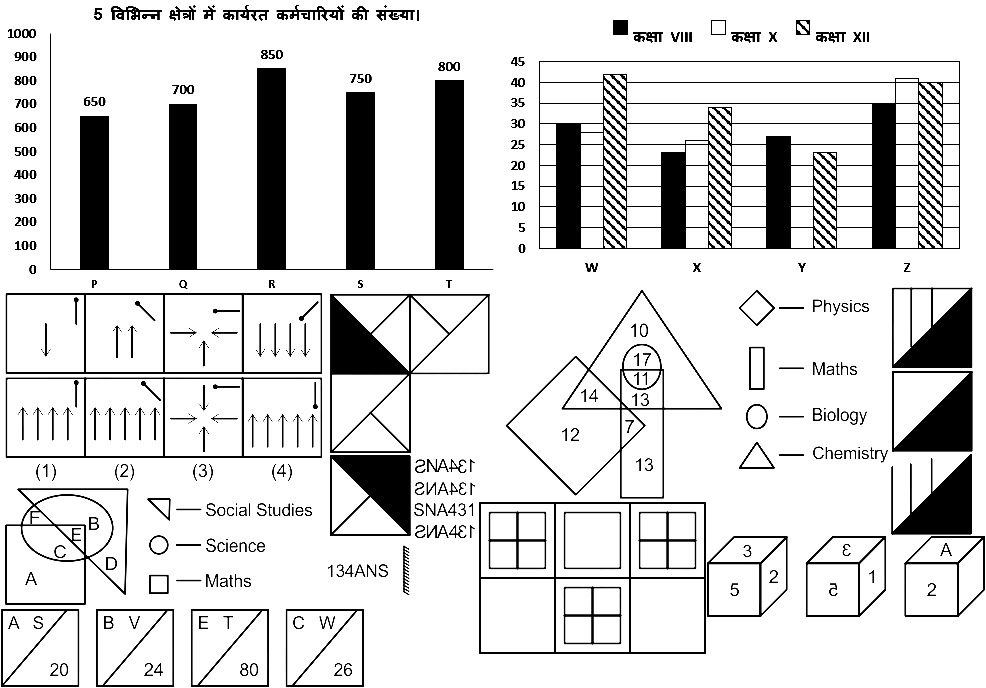 5 विभिन्न क्षेत्रों में कार्यरत कर्मचारियों की संख्या।
1000
900
800
700
600
500
400
300
200
100
0
650
700
850
750
800
P Q R S T
कक्षा VIII कक्षा X कक्षा XII
45
40
35
30
25
20
15
10
5
0
W X Y Z
(1) (2) (3) (4)
134ANS
134ANS
SNA431
134ANS
134ANS
10
17
11
14
13
12
7
13
Physics
Maths
Biology
Chemistry
F
B
E
C
D
A
Social Studies
Science
Maths
3
5
2
3
5
1
A
2
A S
20
B V
24
E T
80
C W
26